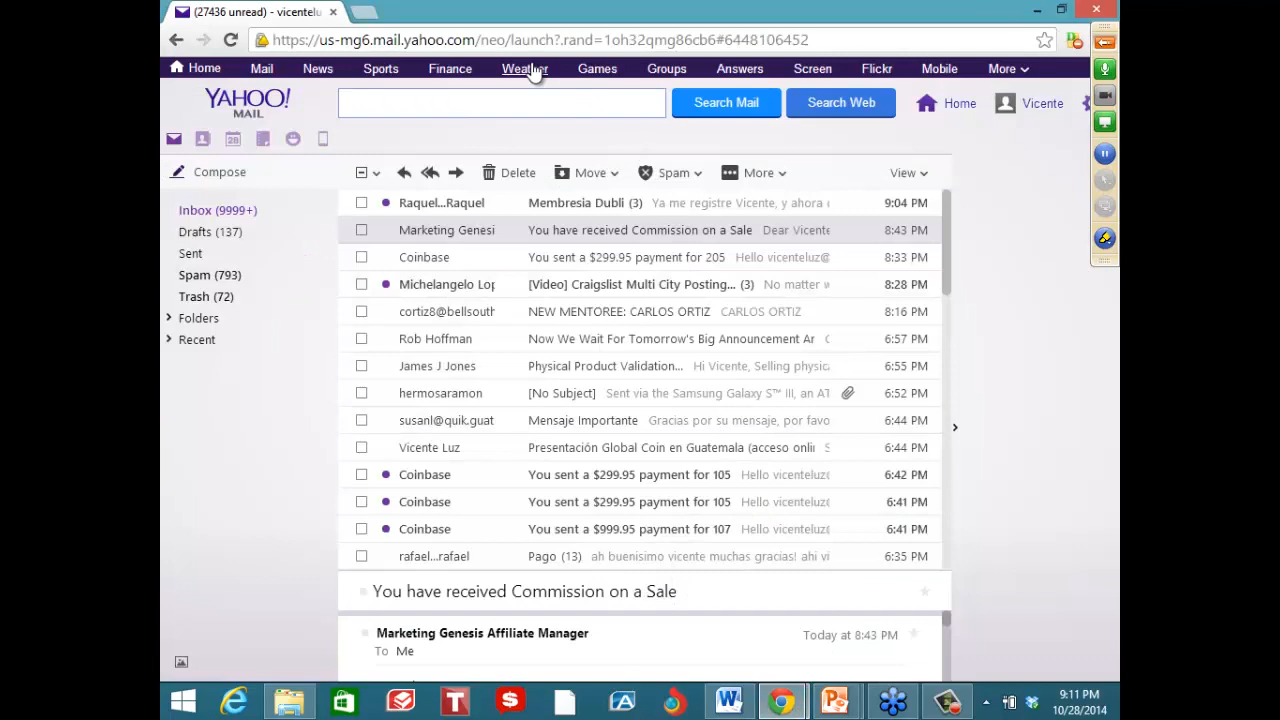 (27436 unread) - vicentelu
https://us-mg6.mail.yahoo.com/neo/launch?.rand=1oh32qmg86cb6#6448106452
Home Mail News Sports Finance Weather Games Groups Answers Screen Flickr Mobile More
YAHOO!
MAIL
Search Mail Search Web Home Vicente
28
Compose
Delete Move Spam More View
Inbox (9999+)
Drafts (137)
Sent
Spam (793)
Trash (72)
Folders
Recent
Raquel...Raquel Membresia Dubli (3) Ya me registre Vicente, y ahora 9:04 PM
Marketing Genesi You have received Commission on a Sale Dear Vicente 8:43 PM
Coinbase You sent a $299.95 payment for 205 Hello vicenteluz@ 8:33 PM
Michelangelo Lop [Video] Craigslist Multi City Posting... (3) No matter w 8:28 PM
cortiz8@bellsouth NEW MENTOREE: CARLOS ORTIZ CARLOS ORTIZ 8:16 PM
Rob Hoffman Now We Wait For Tomorrow's Big Announcement Ar 6:57 PM
James J Jones Physical Product Validation... Hi Vicente, Selling physica 6:55 PM
hermosaramon [No Subject] Sent via the Samsung Galaxy S™ III, an AT 6:52 PM
susanl@quik.guat Mensaje Importante Gracias por su mensaje, por favo 6:44 PM
Vicente Luz Presentación Global Coin en Guatemala (acceso onli 6:44 PM
Coinbase You sent a $299.95 payment for 105 Hello vicenteluz 6:42 PM
Coinbase You sent a $299.95 payment for 105 Hello vicenteluz 6:41 PM
Coinbase You sent a $999.95 payment for 107 Hello vicenteluz 6:41 PM
rafael...rafael Pago (13) ah buenisimo vicente muchas gracias! ahi vi 6:35 PM
You have received Commission on a Sale
Marketing Genesis Affiliate Manager Today at 8:43 PM
To Me
9:11 PM
10/28/2014